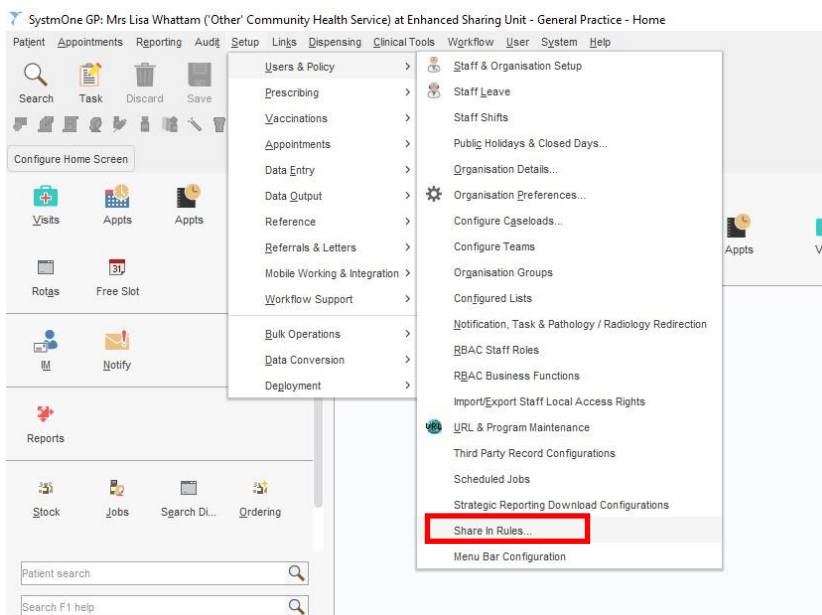 SystmOne GP: Mrs Lisa Whattam ('Other' Community Health Service) at Enhanced Sharing Unit - General Practice - Home
Patient Appointments Reporting Audit Setup Links Dispensing Clinical Tools Workflow User System Help
Search Task Discard Save
Configure Home Screen
Visits Appts Appts
Rotas Free Slot
IM Notify
Reports
Stock Jobs Search Di... Ordering
Patient search
Search F1 help
Users & Policy
Prescribing
Vaccinations
Appointments
Data Entry
Data Output
Reference
Referrals & Letters
Mobile Working & Integration
Workflow Support
Bulk Operations
Data Conversion
Deployment
Staff & Organisation Setup
Staff Leave
Staff Shifts
Public Holidays & Closed Days...
Organisation Details...
Organisation Preferences...
Configure Caseloads...
Configure Teams
Organisation Groups
Configured Lists
Notification, Task & Pathology / Radiology Redirection
RBAC Staff Roles
RBAC Business Functions
Import/Export Staff Local Access Rights
URL URL & Program Maintenance
Third Party Record Configurations
Scheduled Jobs
Strategic Reporting Download Configurations
Share In Rules...
Menu Bar Configuration
Appts V